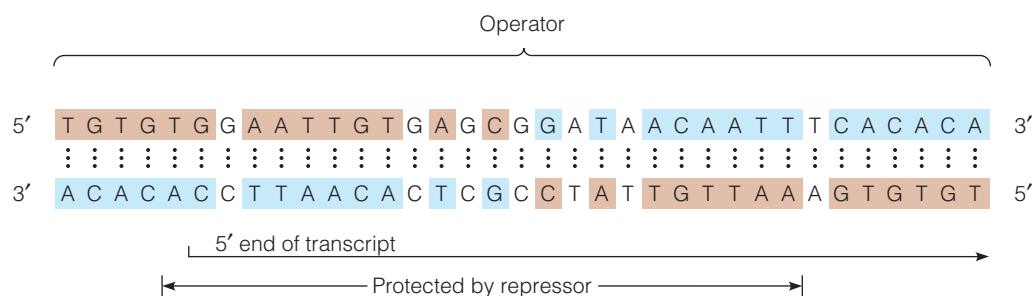 Operator
5′ T G T G T G G A A T T G T G A G C G G A T A A C A A T T T C A C A C A 3′
3′ A C A C A C C T T A A C A C T C G C C T A T T G T T A A A G T G T G T 5′
5′ end of transcript
Protected by repressor